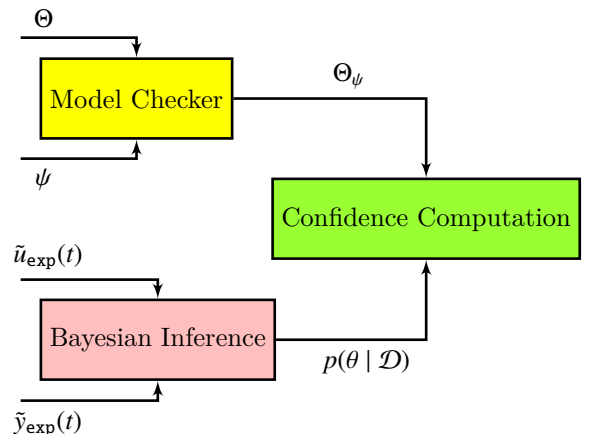 Θ
Model Checker
ψ
Θ_ψ
Confidence Computation
ũ_exp(t)
Bayesian Inference
p(θ | 𝒟)
ỹ_exp(t)